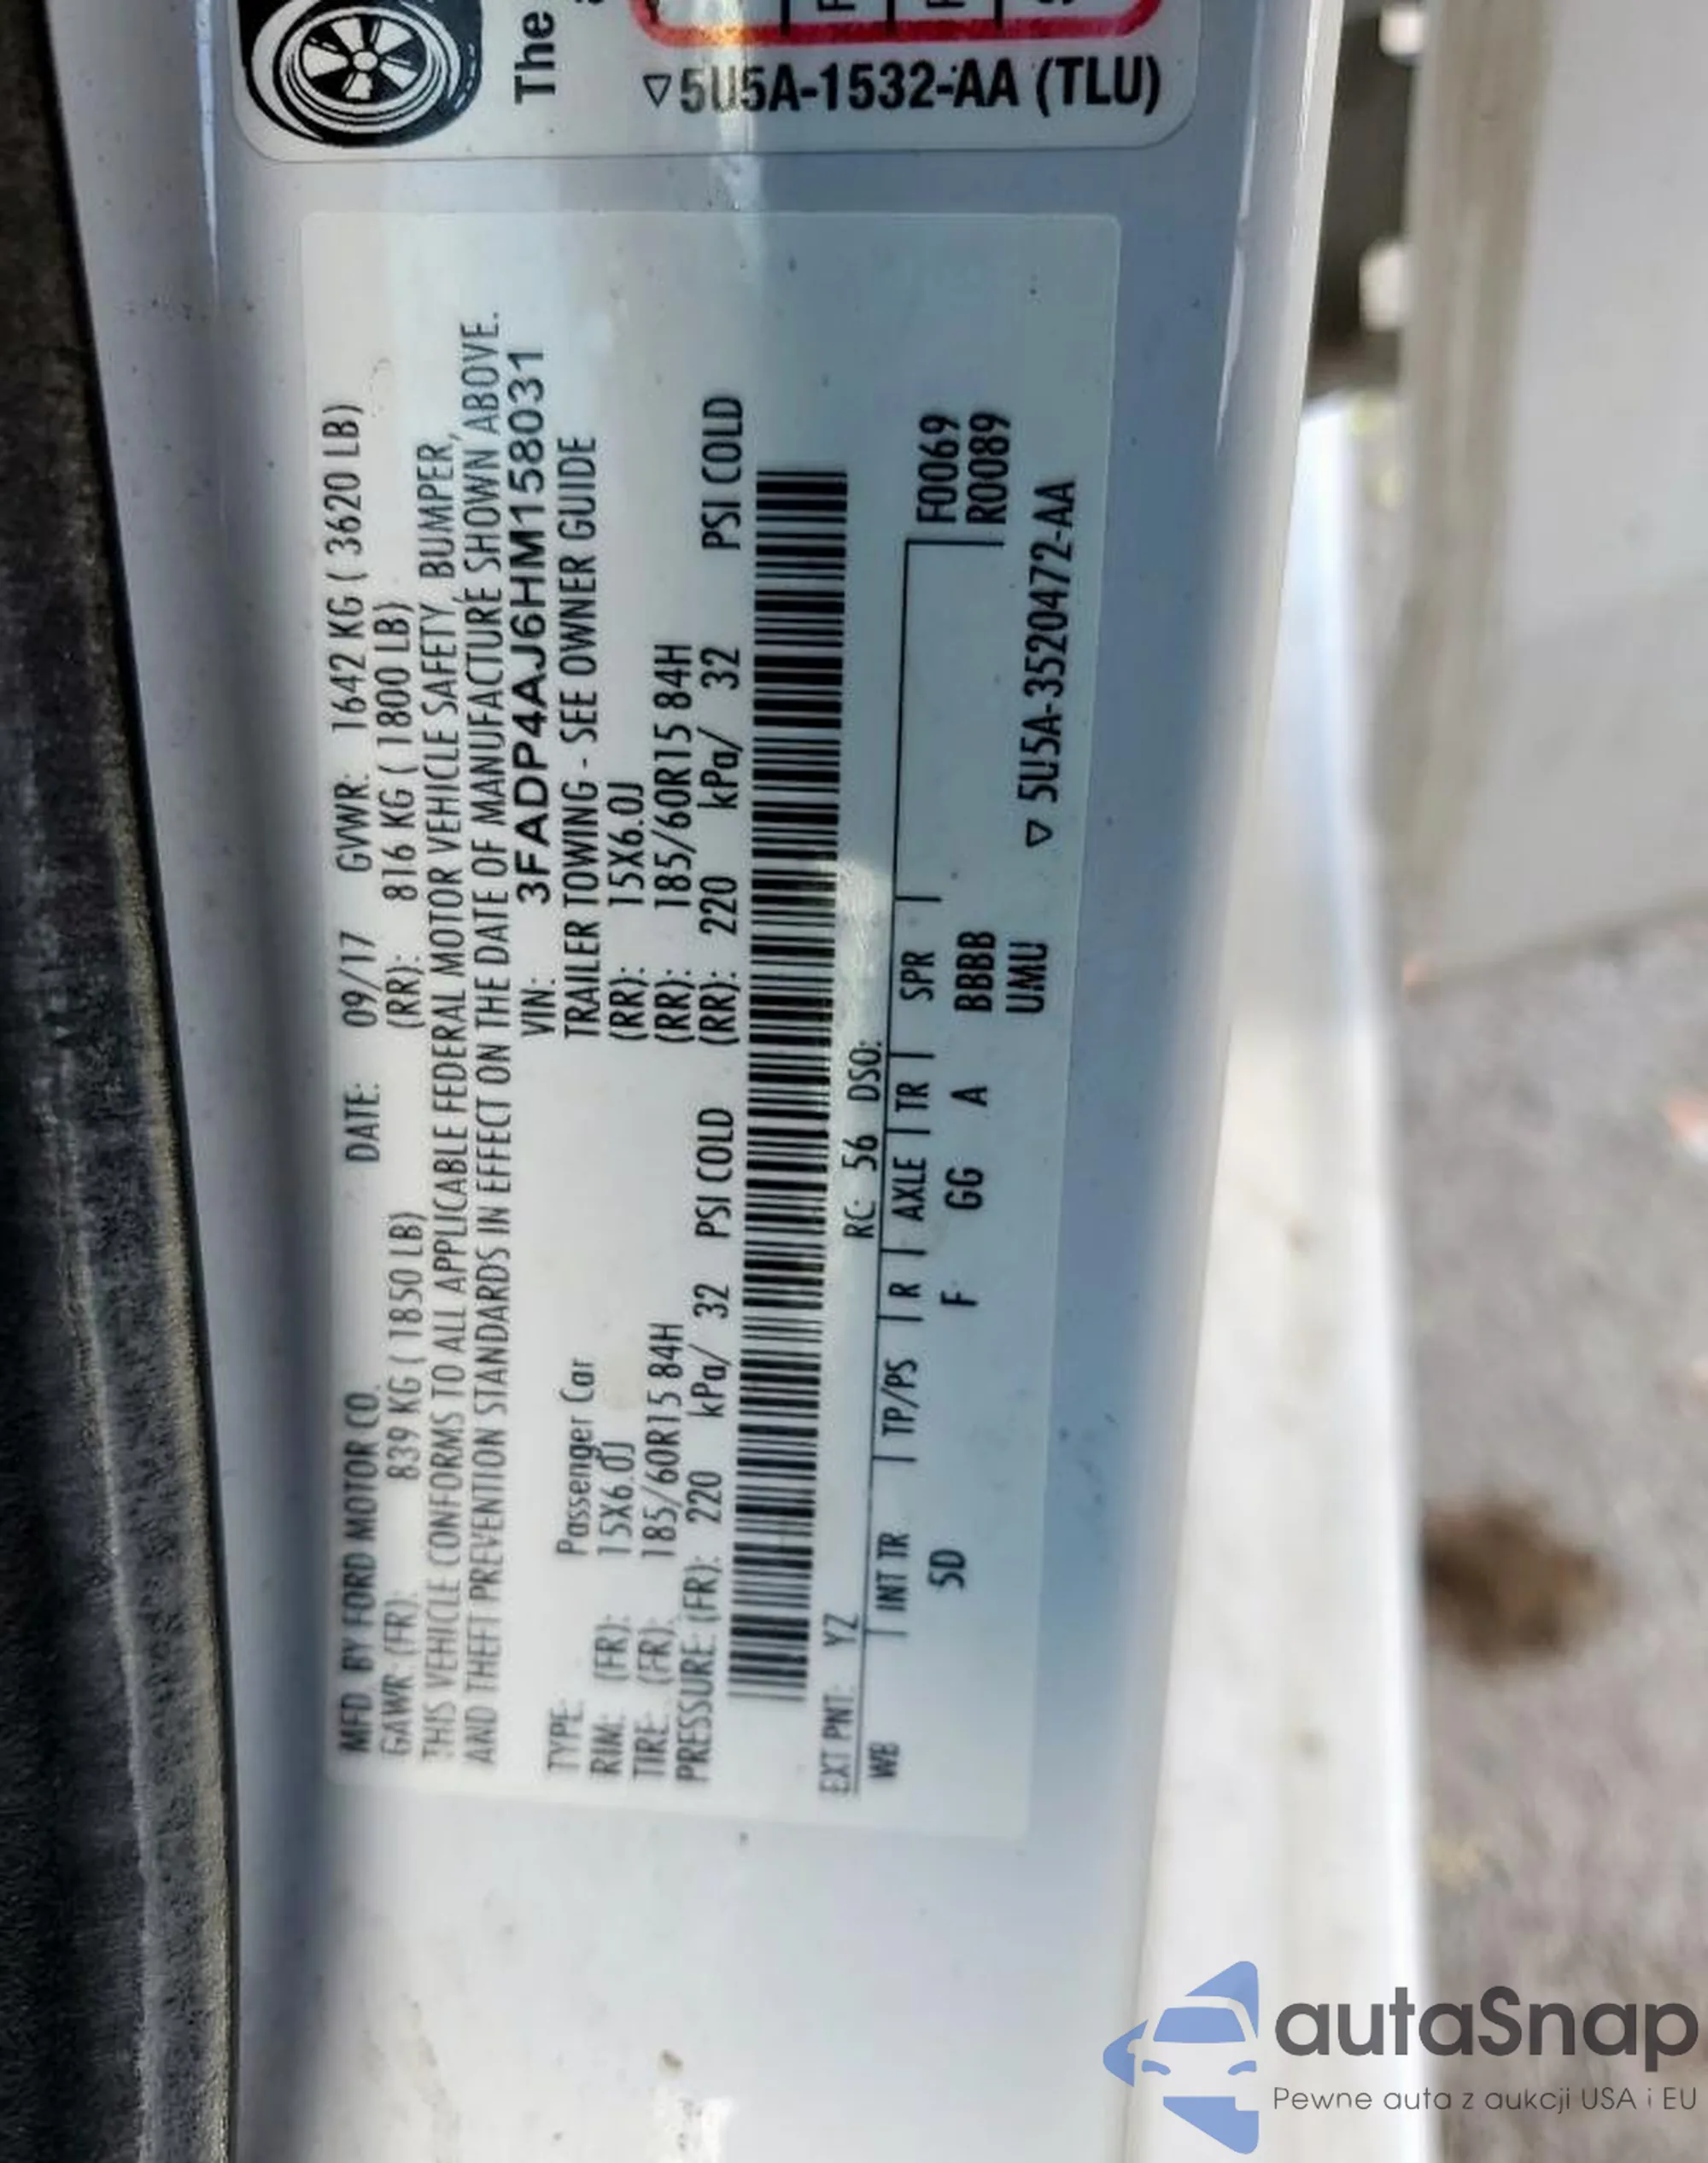 The
▽5U5A-1532-AA (TLU)
MFD. BY FORD MOTOR CO. DATE: 09/17 GVWR: 1642 KG ( 3620 LB)
GAWR (FR): 839 KG ( 1850 LB) (RR): 816 KG ( 1800 LB)
THIS VEHICLE CONFORMS TO ALL APPLICABLE FEDERAL MOTOR VEHICLE SAFETY, BUMPER,
AND THEFT PREVENTION STANDARDS IN EFFECT ON THE DATE OF MANUFACTURE SHOWN ABOVE.
VIN: 3FADP4AJ6HM158031
TYPE: Passenger Car TRAILER TOWING - SEE OWNER GUIDE
RIM: (FR): 15X6.0J (RR): 15X6.0J
TIRE: (FR): 185/60R15 84H (RR): 185/60R15 84H
PRESSURE: (FR): 220 kPa/ 32 PSI COLD (RR): 220 kPa/ 32 PSI COLD
EXT PNT: YZ RC: 56 DSO:
WB INT TR TP/PS R AXLE TR SPR F0069
5D F GG A BBBB R0089
UMU ▽ 5U5A-3520472-AA
autaSnap
Pewne auta z aukcji USA i EU